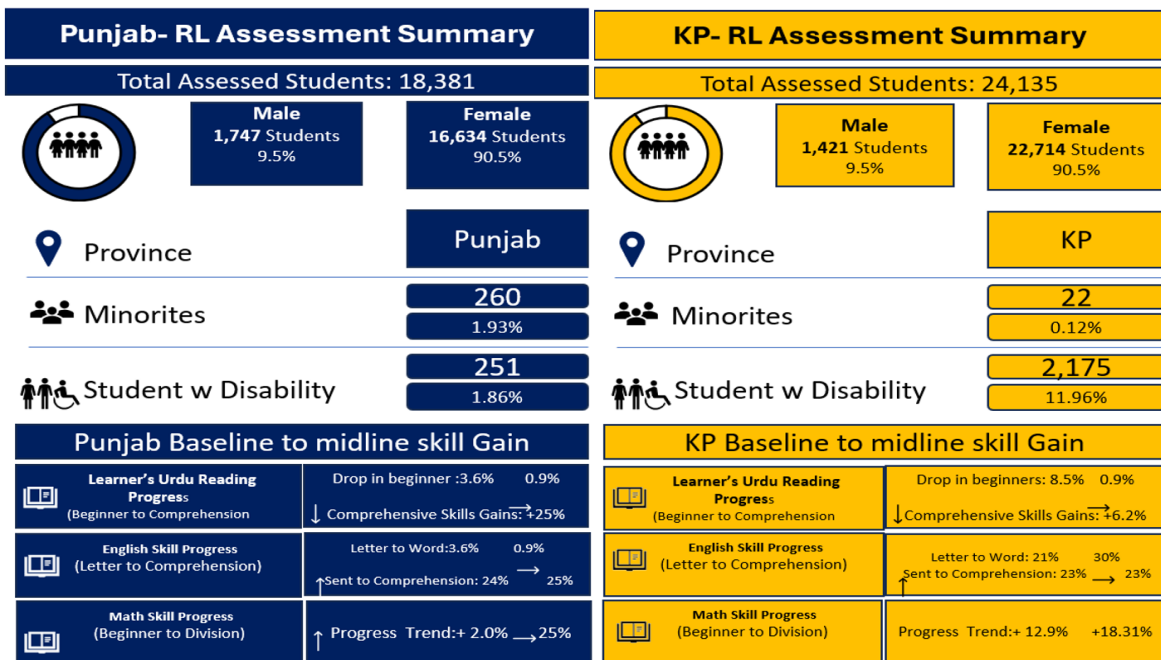 Punjab- RL Assessment Summary
Total Assessed Students: 18,381
Male
1,747 Students
9.5%
Female
16,634 Students
90.5%
Province
Punjab
Minorites
260
1.93%
Student w Disability
251
1.86%
Punjab Baseline to midline skill Gain
Learner's Urdu Reading
Progress
(Beginner to Comprehension
Drop in beginner :3.6% 0.9%
↓ Comprehensive Skills Gains: →+25%
English Skill Progress
(Letter to Comprehension)
Letter to Word:3.6% 0.9%
↑Sent to Comprehension: 24% → 25%
Math Skill Progress
(Beginner to Division)
↑ Progress Trend:+ 2.0% →25%
KP- RL Assessment Summary
Total Assessed Students: 24,135
Male
1,421 Students
9.5%
Female
22,714 Students
90.5%
Province
KP
Minorites
22
0.12%
Student w Disability
2,175
11.96%
KP Baseline to midline skill Gain
Learner's Urdu Reading
Progress
(Beginner to Comprehension
Drop in beginners: 8.5% 0.9%
↓Comprehensive Skills Gains: →+6.2%
English Skill Progress
(Letter to Comprehension)
Letter to Word: 21% 30%
↑Sent to Comprehension: 23% → 23%
Math Skill Progress
(Beginner to Division)
Progress Trend:+ 12.9% +18.31%